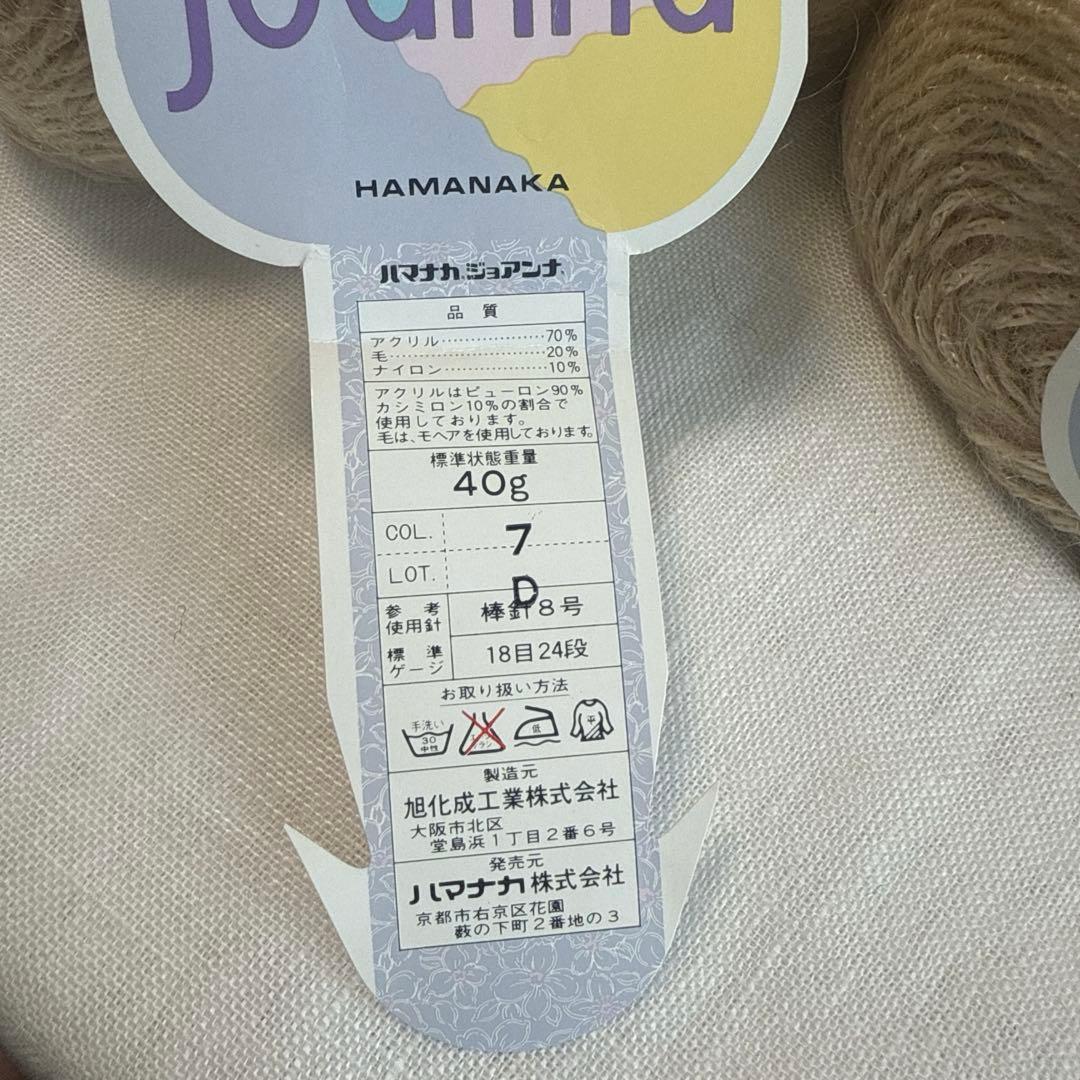 Joanna
HAMANAKA
ハマナカ ジョアンナ
品 質
アクリル……………70%
毛……………………20%
ナイロン……………10%
アクリルはピューロン90%
カシミロン10%の割合で
使用しております。
毛は、モヘアを使用しております。
標準状態重量
40g
COL. 7
LOT. D
参 考
使用針
棒針8号
標 準
ゲージ
18目24段
お取り扱い方法
手洗い
30
中性
低
平
製造元
旭化成工業株式会社
大阪市北区
堂島浜1丁目2番6号
発売元
ハマナカ株式会社
京都市右京区花園
薮の下町2番地の3